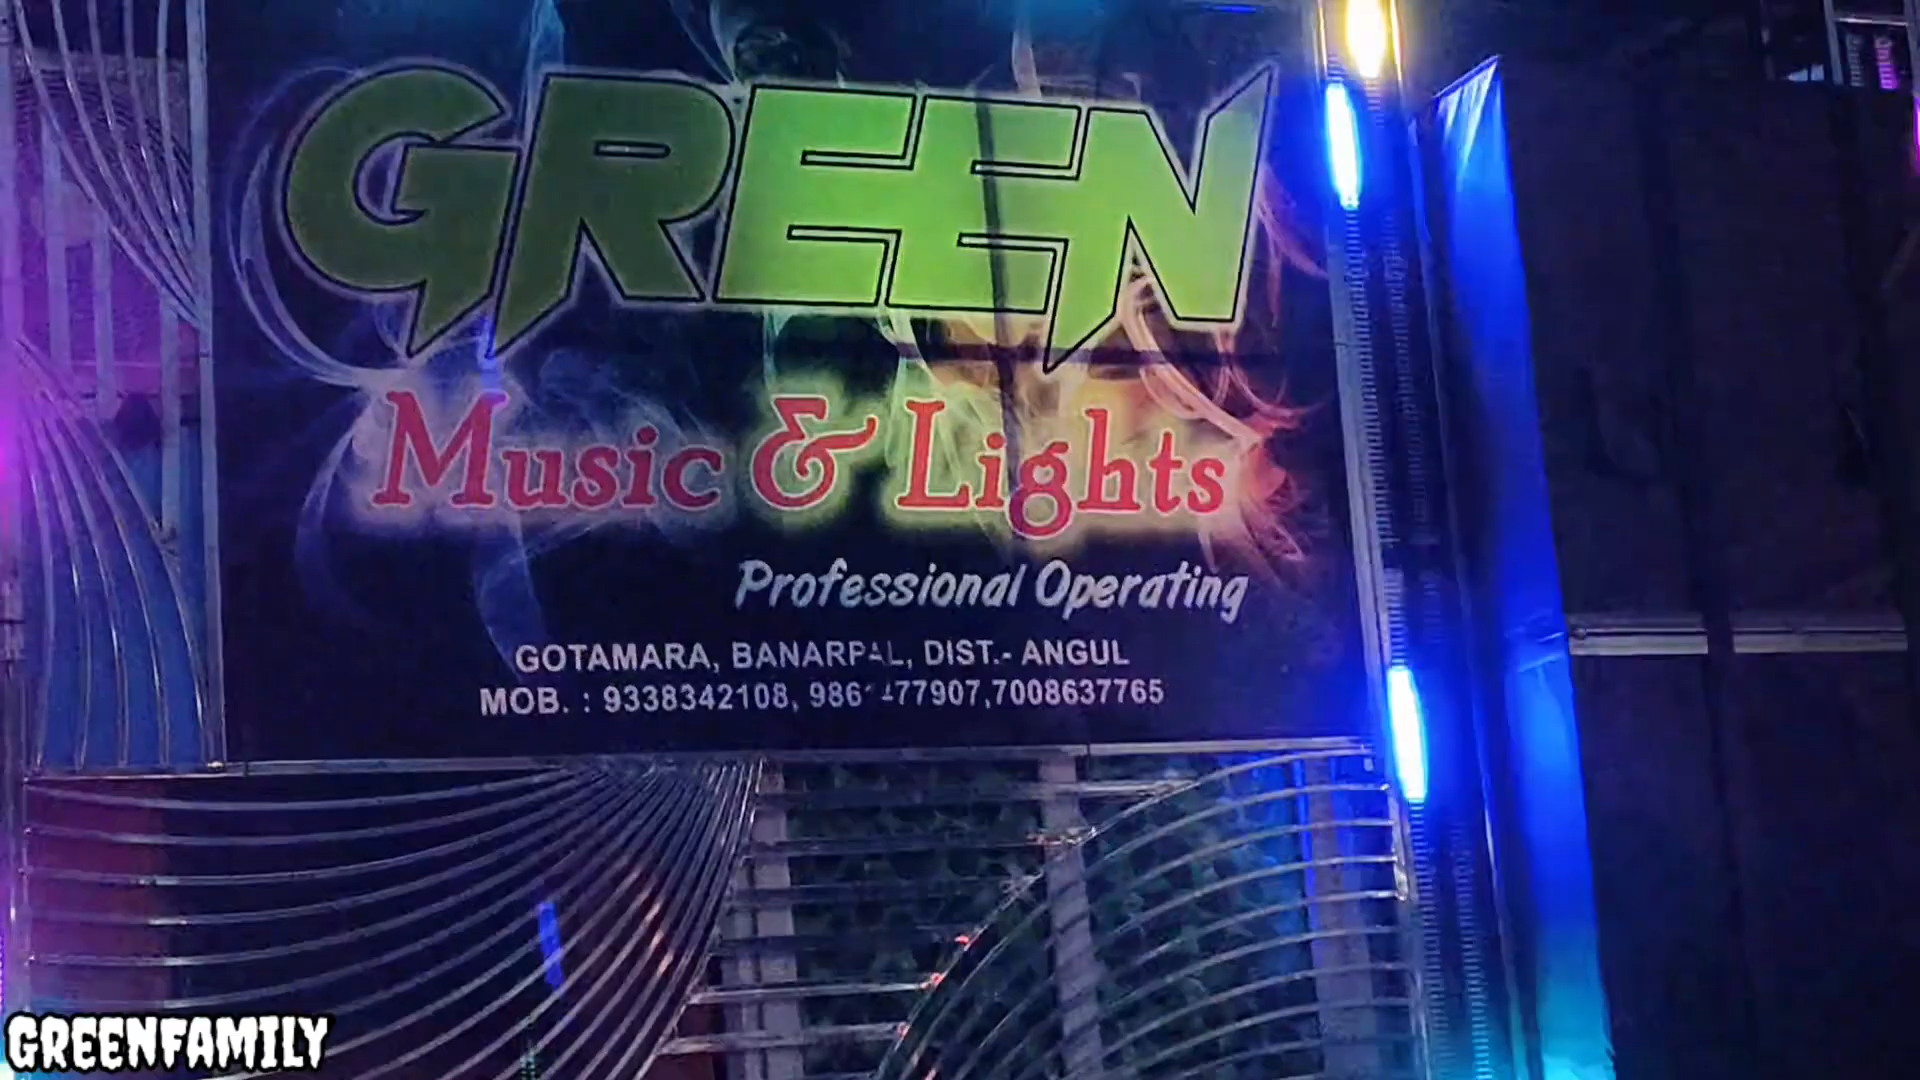 GREEN
Music & Lights
Professional Operating
GOTAMARA, BANARPAL, DIST.- ANGUL
MOB. : 9338342108, 7008637765
GREENFAMILY